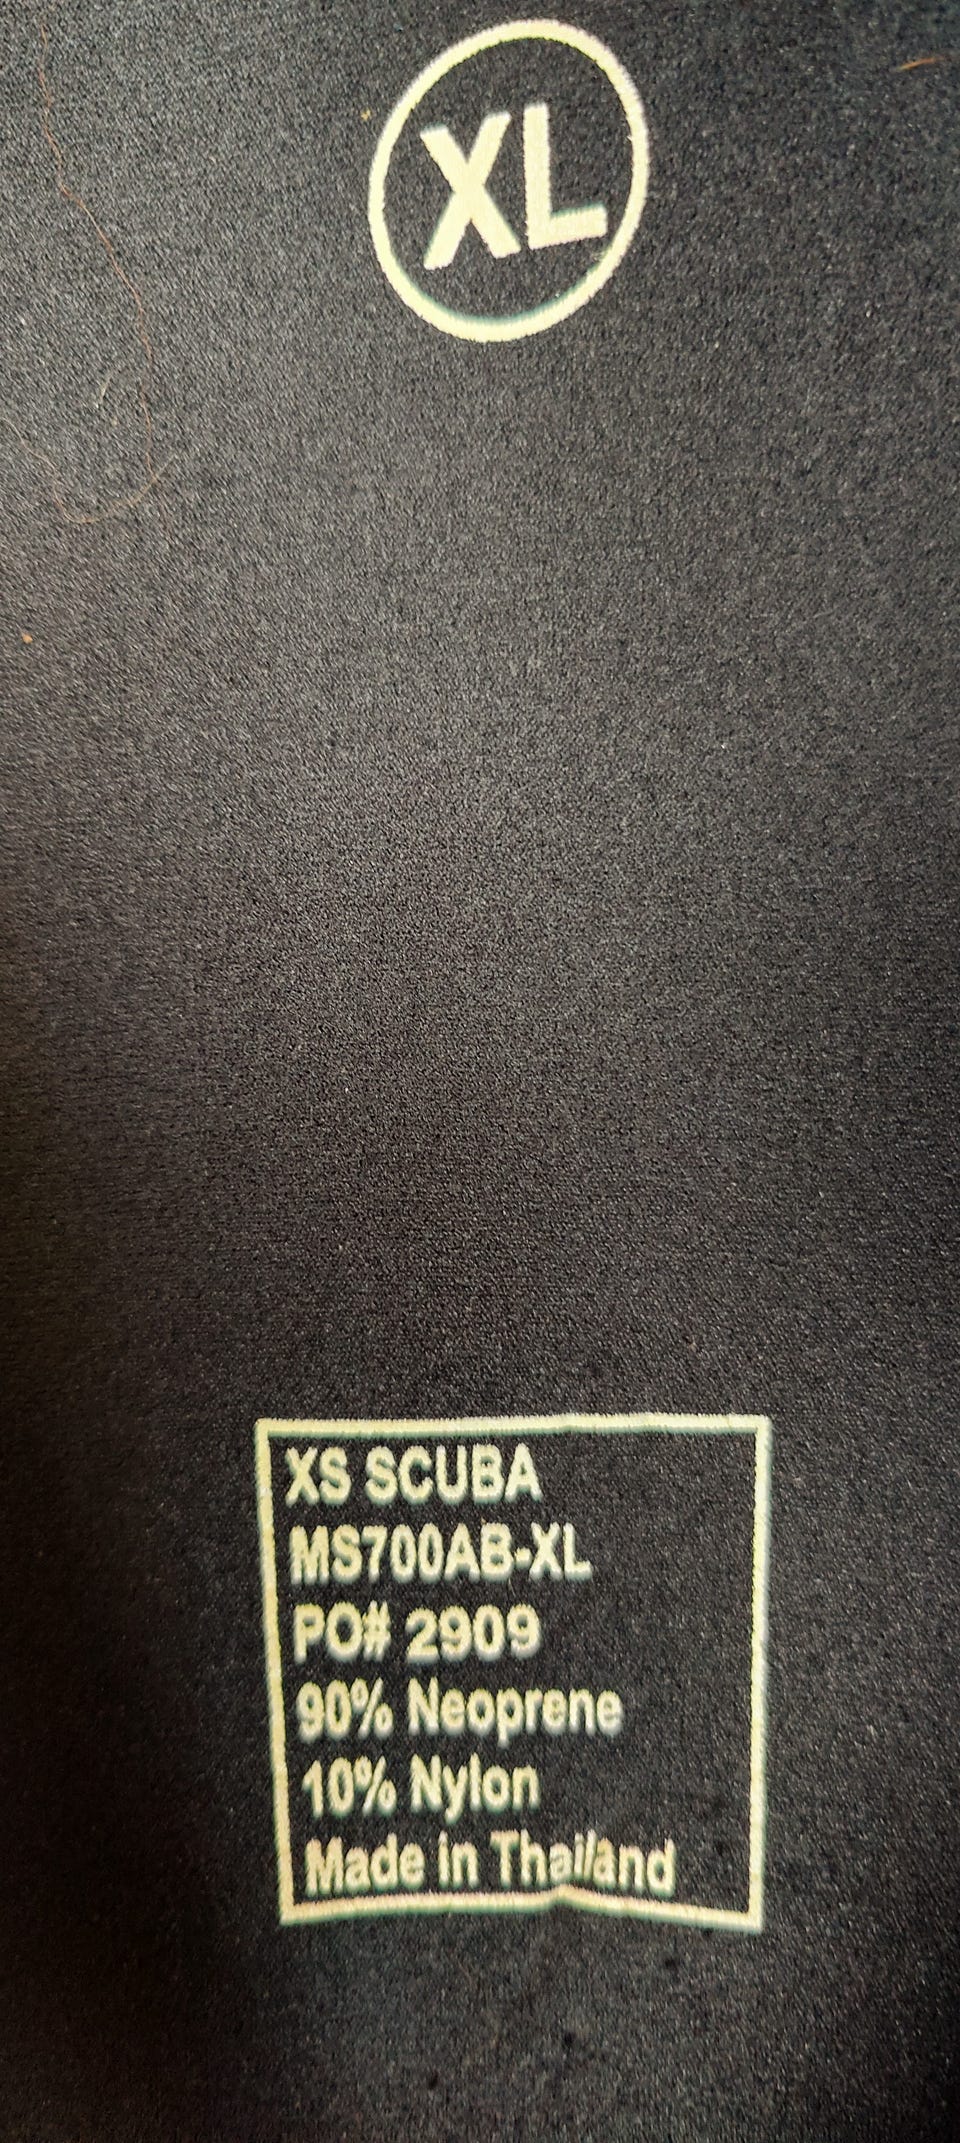 XL
XS SCUBA
MS700AB-XL
PO# 2909
90% Neoprene
10% Nylon
Made in Thailand